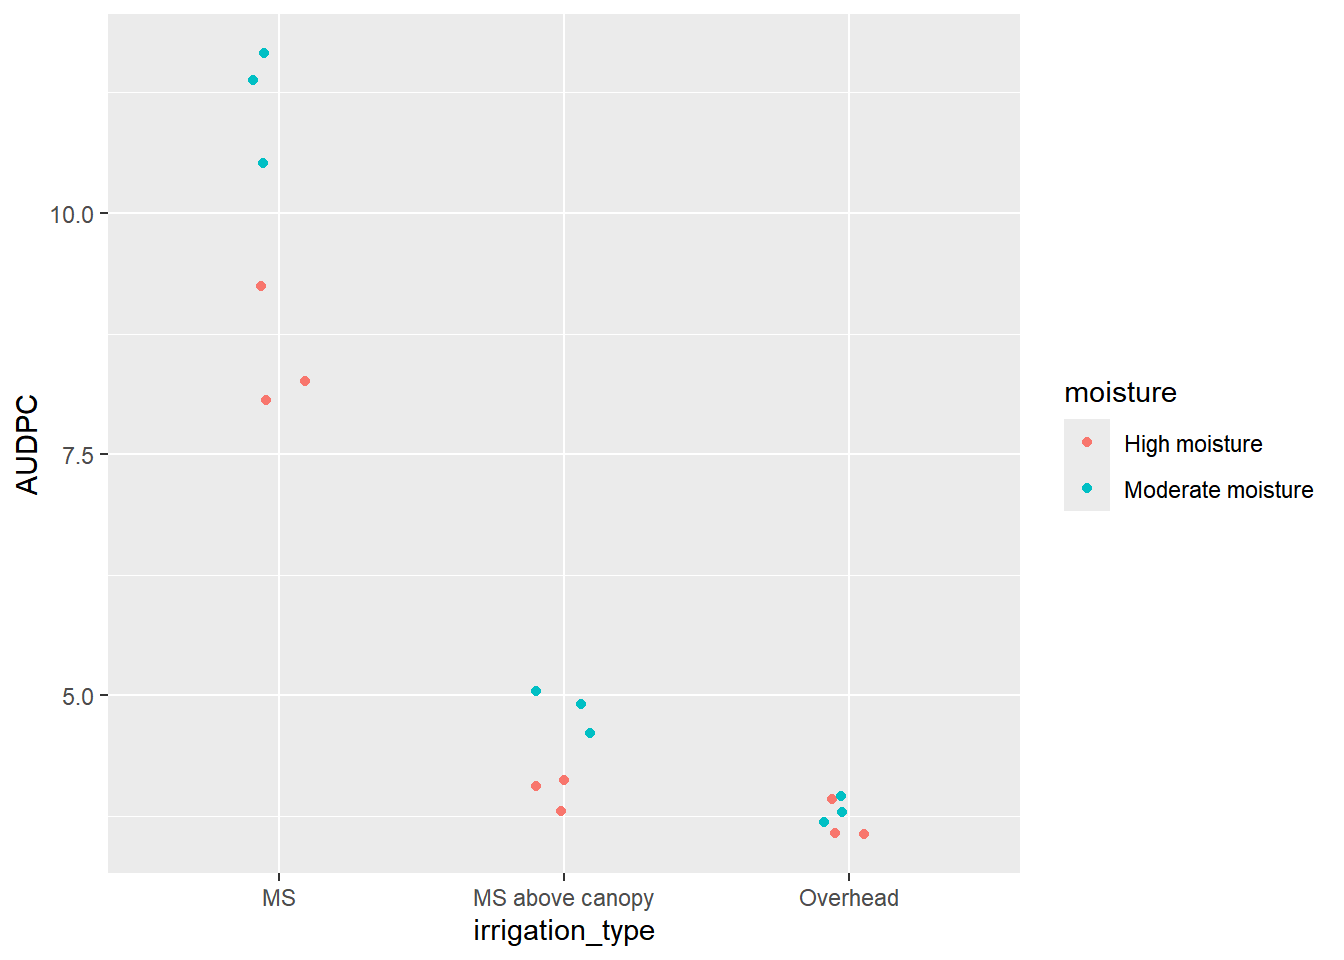 AUDPC
10.0
7.5
5.0
MS
MS above canopy
Overhead
irrigation_type
moisture
High moisture
Moderate moisture